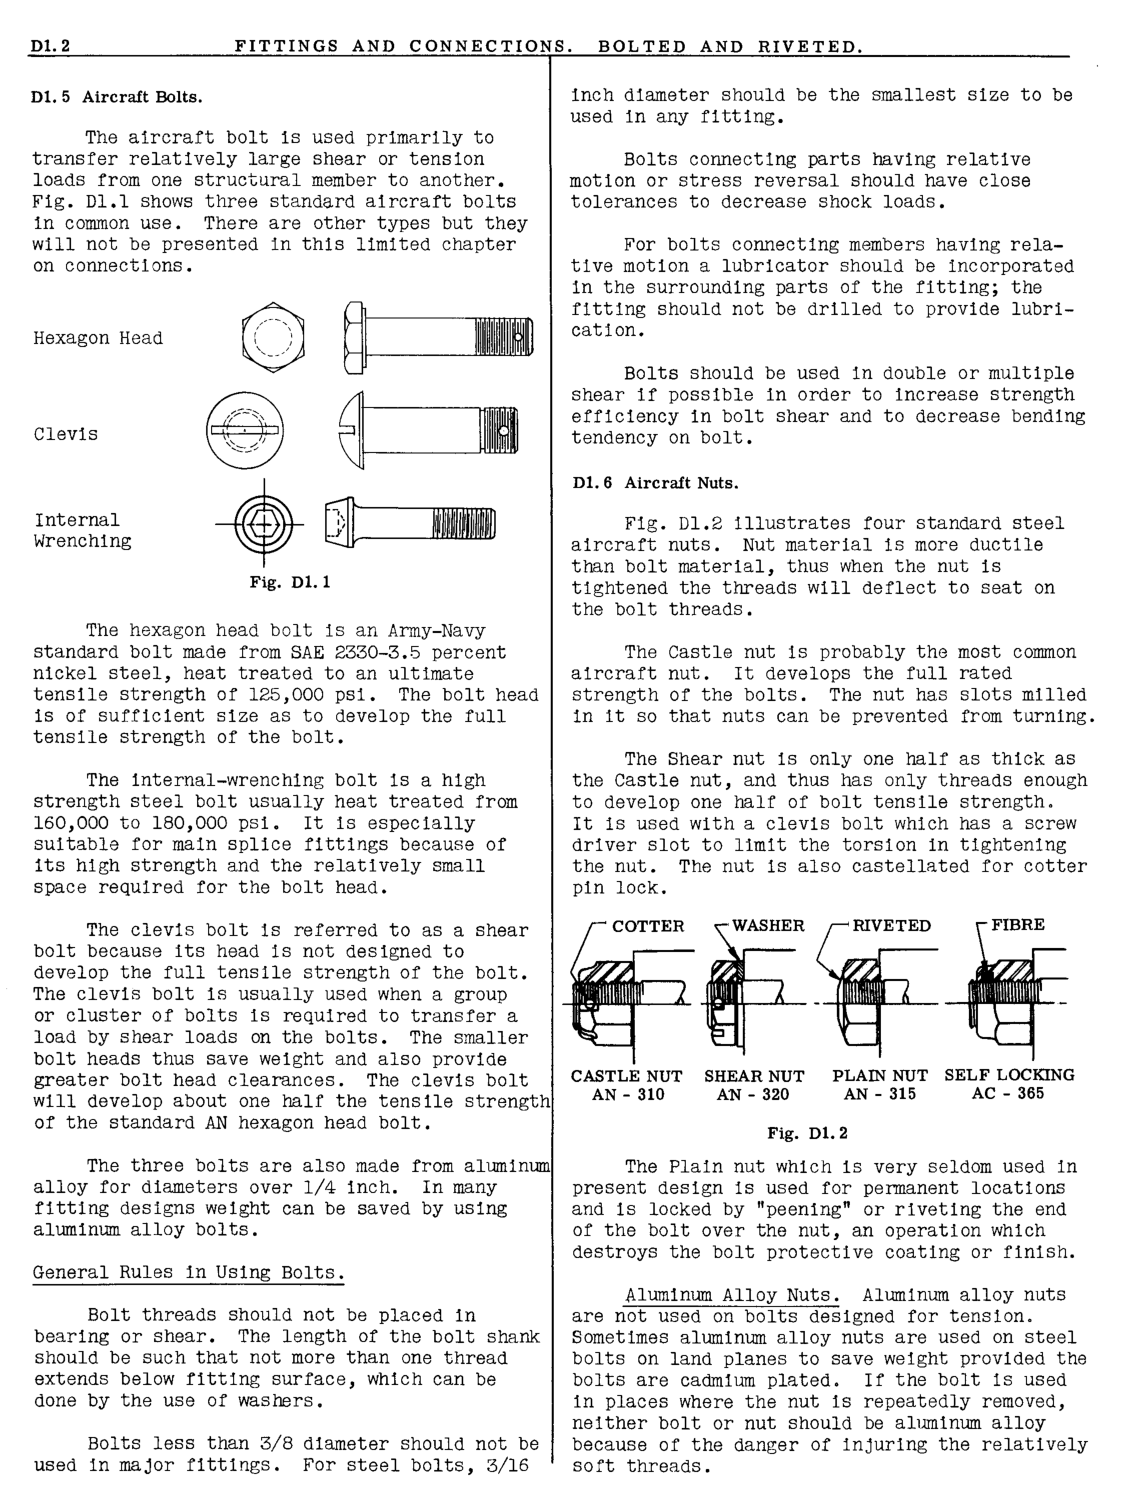 D1.2 FITTINGS AND CONNECTIONS. BOLTED AND RIVETED.
D1.5 Aircraft Bolts.
The aircraft bolt is used primarily to
transfer relatively large shear or tension
loads from one structural member to another.
Fig. D1.1 shows three standard aircraft bolts
in common use. There are other types but they
will not be presented in this limited chapter
on connections.
Hexagon Head
Clevis
Internal
Wrenching
Fig. D1.1
The hexagon head bolt is an Army-Navy
standard bolt made from SAE 2330-3.5 percent
nickel steel, heat treated to an ultimate
tensile strength of 125,000 psi. The bolt head
is of sufficient size as to develop the full
tensile strength of the bolt.
The internal-wrenching bolt is a high
strength steel bolt usually heat treated from
160,000 to 180,000 psi. It is especially
suitable for main splice fittings because of
its high strength and the relatively small
space required for the bolt head.
The clevis bolt is referred to as a shear
bolt because its head is not designed to
develop the full tensile strength of the bolt.
The clevis bolt is usually used when a group
or cluster of bolts is required to transfer a
load by shear loads on the bolts. The smaller
bolt heads thus save weight and also provide
greater bolt head clearances. The clevis bolt
will develop about one half the tensile strength
of the standard AN hexagon head bolt.
The three bolts are also made from aluminum
alloy for diameters over 1/4 inch. In many
fitting designs weight can be saved by using
aluminum alloy bolts.
General Rules in Using Bolts.
Bolt threads should not be placed in
bearing or shear. The length of the bolt shank
should be such that not more than one thread
extends below fitting surface, which can be
done by the use of washers.
Bolts less than 3/8 diameter should not be
used in major fittings. For steel bolts, 3/16
inch diameter should be the smallest size to be
used in any fitting.
Bolts connecting parts having relative
motion or stress reversal should have close
tolerances to decrease shock loads.
For bolts connecting members having rela-
tive motion a lubricator should be incorporated
in the surrounding parts of the fitting; the
fitting should not be drilled to provide lubri-
cation.
Bolts should be used in double or multiple
shear if possible in order to increase strength
efficiency in bolt shear and to decrease bending
tendency on bolt.
D1.6 Aircraft Nuts.
Fig. D1.2 illustrates four standard steel
aircraft nuts. Nut material is more ductile
than bolt material, thus when the nut is
tightened the threads will deflect to seat on
the bolt threads.
The Castle nut is probably the most common
aircraft nut. It develops the full rated
strength of the bolts. The nut has slots milled
in it so that nuts can be prevented from turning.
The Shear nut is only one half as thick as
the Castle nut, and thus has only threads enough
to develop one half of bolt tensile strength.
It is used with a clevis bolt which has a screw
driver slot to limit the torsion in tightening
the nut. The nut is also castellated for cotter
pin lock.
COTTER WASHER RIVETED FIBRE
CASTLE NUT SHEAR NUT PLAIN NUT SELF LOCKING
AN - 310 AN - 320 AN - 315 AC - 365
Fig. D1.2
The Plain nut which is very seldom used in
present design is used for permanent locations
and is locked by "peening" or riveting the end
of the bolt over the nut, an operation which
destroys the bolt protective coating or finish.
Aluminum Alloy Nuts. Aluminum alloy nuts
are not used on bolts designed for tension.
Sometimes aluminum alloy nuts are used on steel
bolts on land planes to save weight provided the
bolts are cadmium plated. If the bolt is used
in places where the nut is repeatedly removed,
neither bolt or nut should be aluminum alloy
because of the danger of injuring the relatively
soft threads.